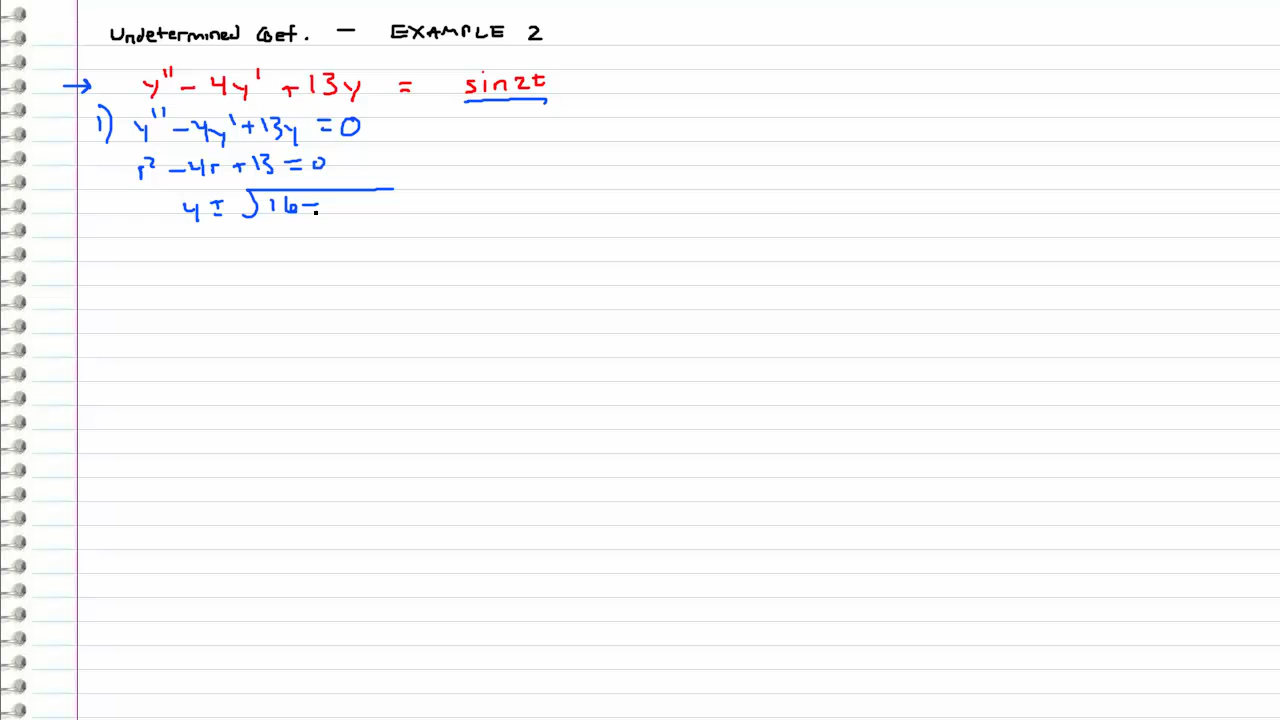 Undetermined Coef. — EXAMPLE 2
→ y'' - 4y' + 13y = sin2t
1) y'' - 4y' + 13y = 0
r² - 4r + 13 = 0
4 ± √16-